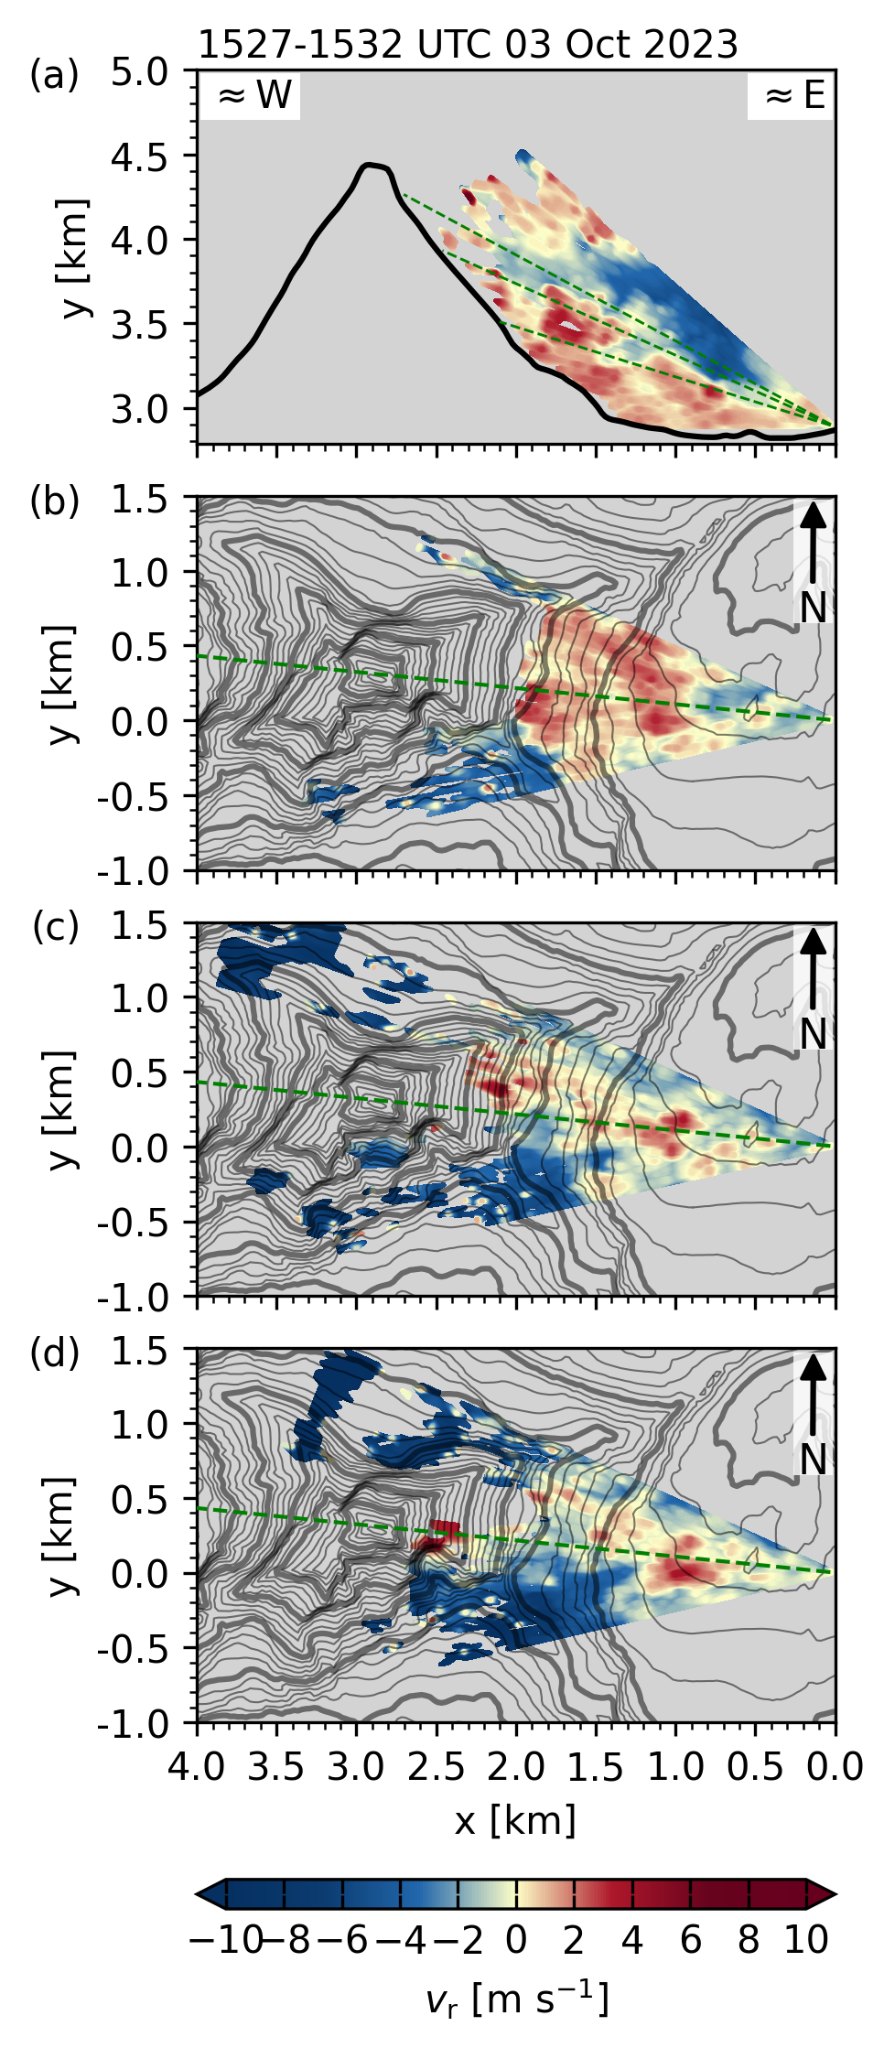 1527-1532 UTC 03 Oct 2023
(a)
≈W
≈E
5.0
4.5
4.0
3.5
3.0
y [km]
(b)
1.5
1.0
0.5
0.0
-0.5
-1.0
y [km]
N
(c)
1.5
1.0
0.5
0.0
-0.5
-1.0
y [km]
N
(d)
1.5
1.0
0.5
0.0
-0.5
-1.0
y [km]
N
4.0 3.5 3.0 2.5 2.0 1.5 1.0 0.5 0.0
x [km]
−10 −8 −6 −4 −2 0 2 4 6 8 10
vᵣ [m s⁻¹]